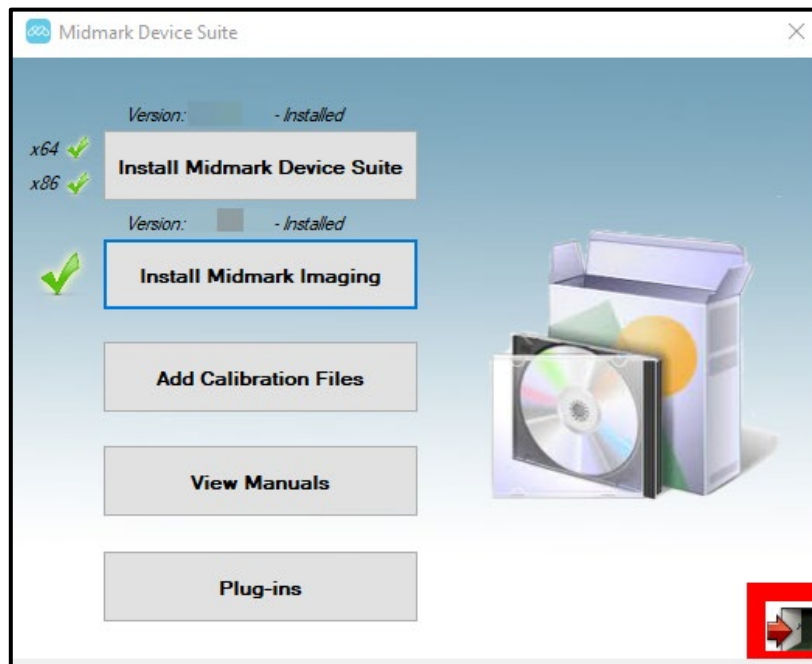 Midmark Device Suite
Version: - Installed
x64
Install Midmark Device Suite
x86
Version: - Installed
Install Midmark Imaging
Add Calibration Files
View Manuals
Plug-ins